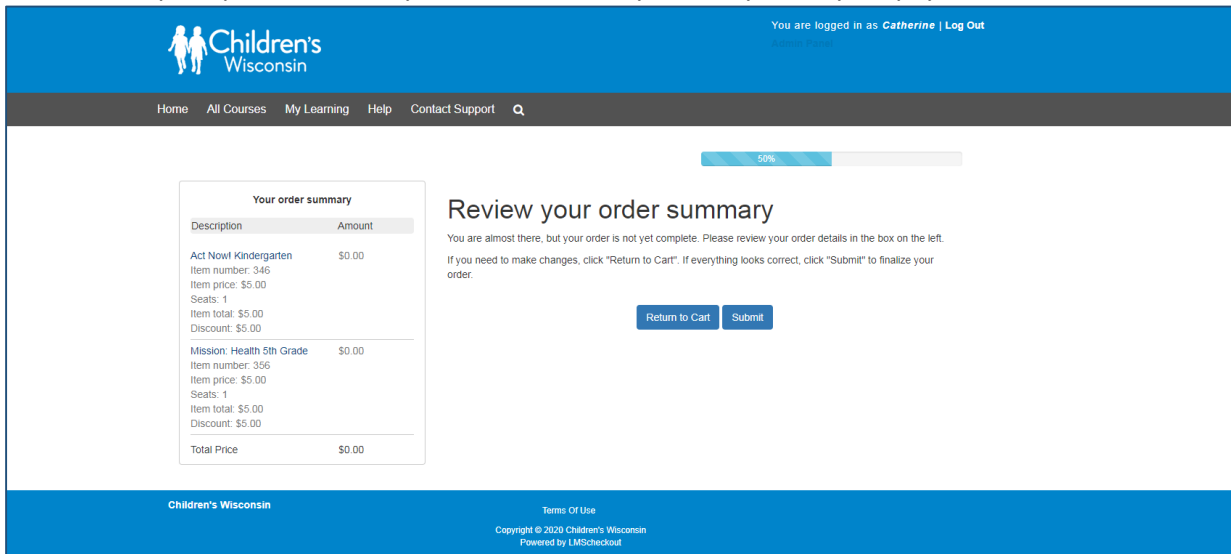 Children's
Wisconsin
You are logged in as Catherine | Log Out
Admin Panel
Home All Courses My Learning Help Contact Support
50%
Your order summary
Description Amount
Act Now! Kindergarten $0.00
Item number: 346
Item price: $5.00
Seats: 1
Item total: $5.00
Discount: $5.00
Mission: Health 5th Grade $0.00
Item number: 356
Item price: $5.00
Seats: 1
Item total: $5.00
Discount: $5.00
Total Price $0.00
Review your order summary
You are almost there, but your order is not yet complete. Please review your order details in the box on the left.
If you need to make changes, click "Return to Cart". If everything looks correct, click "Submit" to finalize your
order.
Return to Cart Submit
Children's Wisconsin
Terms Of Use
Copyright © 2020 Children's Wisconsin
Powered by LMScheckout